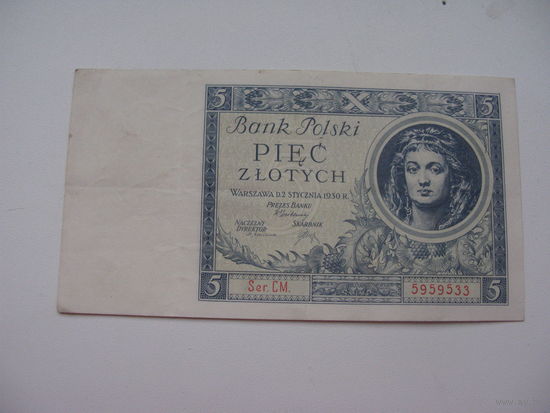 5 5
Bank Polski
PIĘĆ
ZŁOTYCH
WARSZAWA D. 2 STYCZNIA 1930 R.
PREZES BANKU
NACZELNY DYREKTOR SKARBNIK
5 Ser. CM. 5959533 5